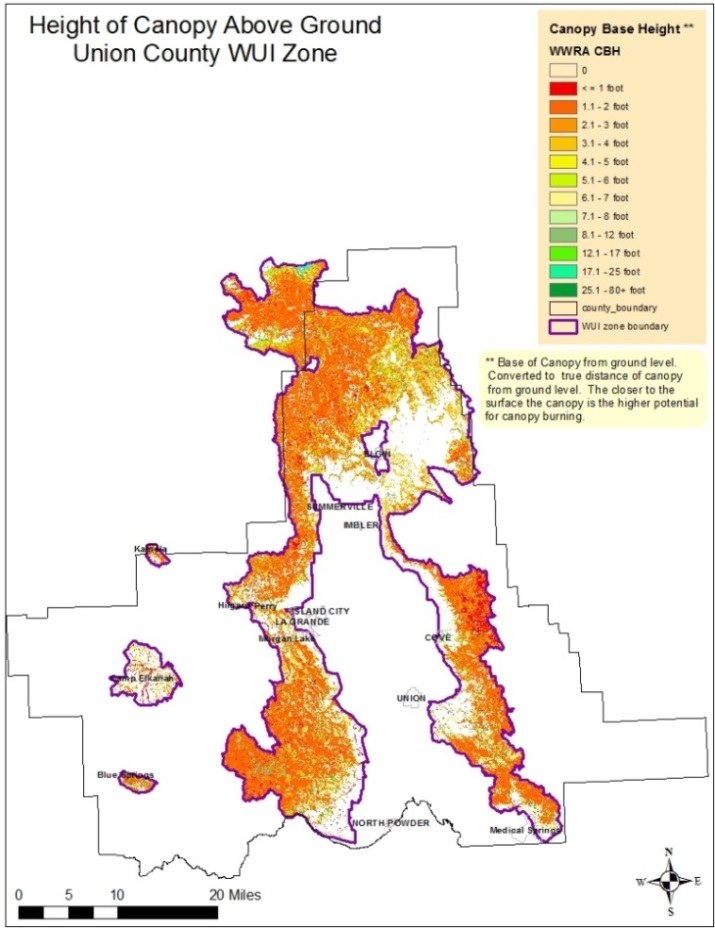 Height of Canopy Above Ground
Union County WUI Zone
Canopy Base Height **
WWRA CBH
0
< = 1 foot
1.1 - 2 foot
2.1 - 3 foot
3.1 - 4 foot
4.1 - 5 foot
5.1 - 6 foot
6.1 - 7 foot
7.1 - 8 foot
8.1 - 12 foot
12.1 - 17 foot
17.1 - 25 foot
25.1 - 80+ foot
county_boundary
WUI zone boundary
** Base of Canopy from ground level.
Converted to true distance of canopy
from ground level. The closer to the
surface the canopy is the higher potential
for canopy burning.
ELGIN
SUMMERVILLE
IMBLER
Kamela
Hilgard Perry
ISLAND CITY
LA GRANDE
Morgan Lake
COVE
Camp Elkanah
UNION
Blue Springs
NORTH POWDER
Medical Springs
N
W E
S
0 5 10 20 Miles